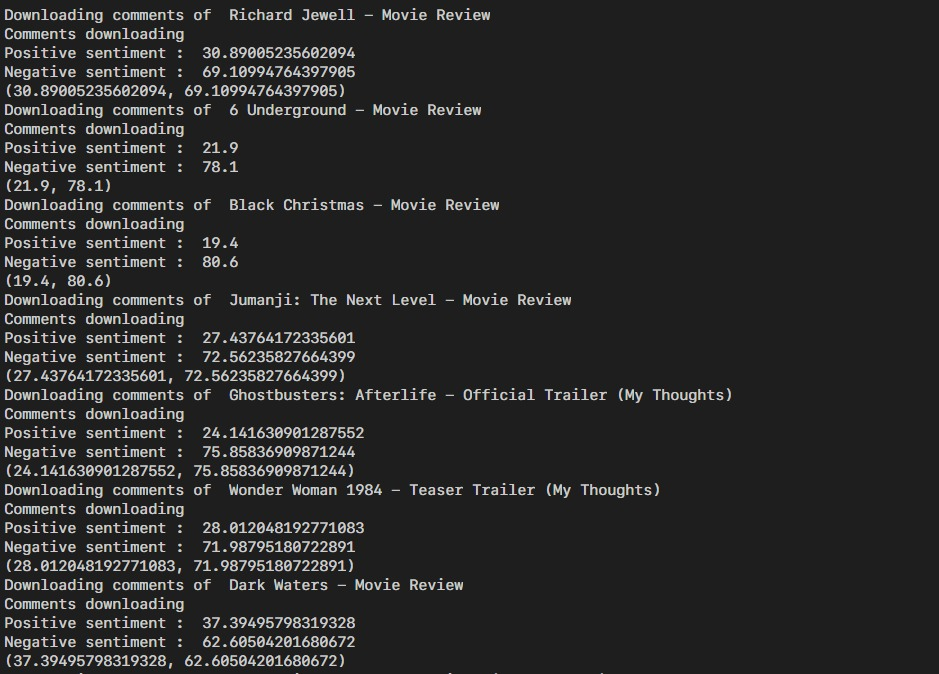 Downloading comments of  Richard Jewell – Movie Review
Comments downloading
Positive sentiment :  30.89005235602094
Negative sentiment :  69.10994764397905
(30.89005235602094, 69.10994764397905)
Downloading comments of  6 Underground – Movie Review
Comments downloading
Positive sentiment :  21.9
Negative sentiment :  78.1
(21.9, 78.1)
Downloading comments of  Black Christmas – Movie Review
Comments downloading
Positive sentiment :  19.4
Negative sentiment :  80.6
(19.4, 80.6)
Downloading comments of  Jumanji: The Next Level – Movie Review
Comments downloading
Positive sentiment :  27.43764172335601
Negative sentiment :  72.56235827664399
(27.43764172335601, 72.56235827664399)
Downloading comments of  Ghostbusters: Afterlife – Official Trailer (My Thoughts)
Comments downloading
Positive sentiment :  24.141630901287552
Negative sentiment :  75.85836909871244
(24.141630901287552, 75.85836909871244)
Downloading comments of  Wonder Woman 1984 – Teaser Trailer (My Thoughts)
Comments downloading
Positive sentiment :  28.012048192771083
Negative sentiment :  71.98795180722891
(28.012048192771083, 71.98795180722891)
Downloading comments of  Dark Waters – Movie Review
Comments downloading
Positive sentiment :  37.39495798319328
Negative sentiment :  62.60504201680672
(37.39495798319328, 62.60504201680672)